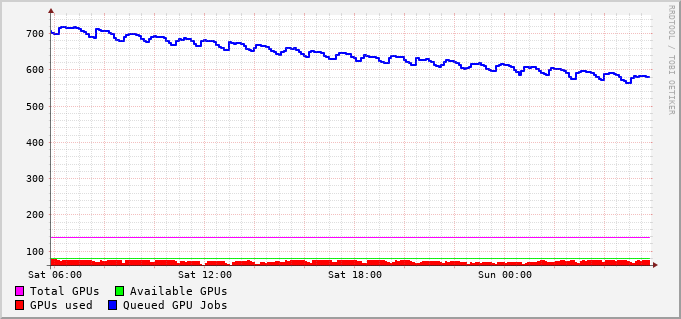 RRDTOOL / TOBI OETIKER
700
600
500
400
300
200
100
Sat 06:00 Sat 12:00 Sat 18:00 Sun 00:00
Total GPUs Available GPUs
GPUs used Queued GPU Jobs